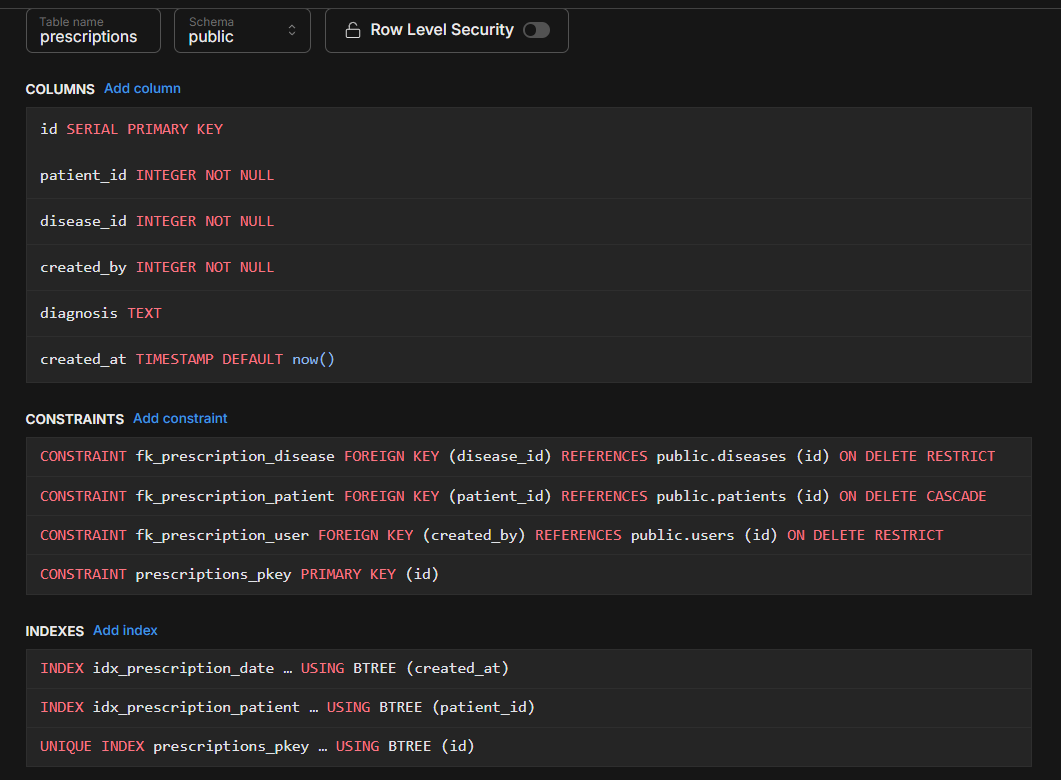 Table name
prescriptions
Schema
public
Row Level Security
COLUMNS Add column
id SERIAL PRIMARY KEY
patient_id INTEGER NOT NULL
disease_id INTEGER NOT NULL
created_by INTEGER NOT NULL
diagnosis TEXT
created_at TIMESTAMP DEFAULT now()
CONSTRAINTS Add constraint
CONSTRAINT fk_prescription_disease FOREIGN KEY (disease_id) REFERENCES public.diseases (id) ON DELETE RESTRICT
CONSTRAINT fk_prescription_patient FOREIGN KEY (patient_id) REFERENCES public.patients (id) ON DELETE CASCADE
CONSTRAINT fk_prescription_user FOREIGN KEY (created_by) REFERENCES public.users (id) ON DELETE RESTRICT
CONSTRAINT prescriptions_pkey PRIMARY KEY (id)
INDEXES Add index
INDEX idx_prescription_date … USING BTREE (created_at)
INDEX idx_prescription_patient … USING BTREE (patient_id)
UNIQUE INDEX prescriptions_pkey … USING BTREE (id)